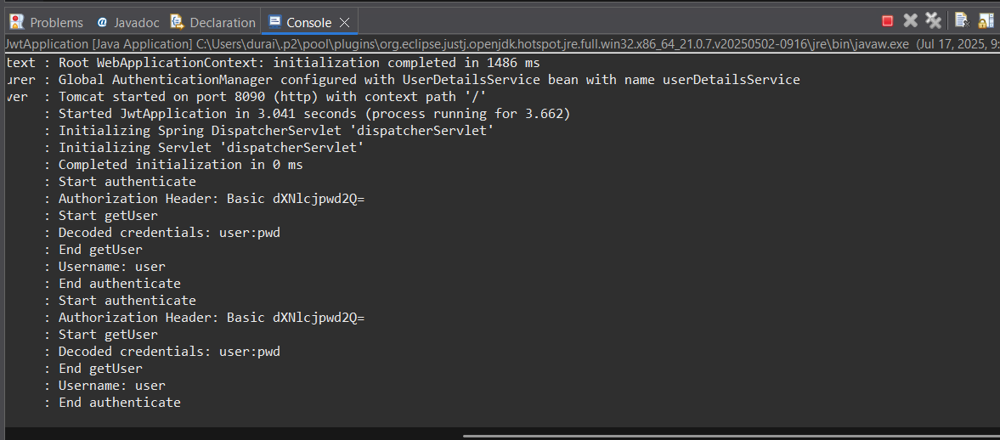 Problems Javadoc Declaration Console
JwtApplication [Java Application] C:\Users\durai\.p2\pool\plugins\org.eclipse.justj.openjdk.hotspot.jre.full.win32.x86_64_21.0.7.v20250502-0916\jre\bin\javaw.exe (Jul 17, 2025, 9:
text : Root WebApplicationContext: initialization completed in 1486 ms
urer : Global AuthenticationManager configured with UserDetailsService bean with name userDetailsService
ver : Tomcat started on port 8090 (http) with context path '/'
: Started JwtApplication in 3.041 seconds (process running for 3.662)
: Initializing Spring DispatcherServlet 'dispatcherServlet'
: Initializing Servlet 'dispatcherServlet'
: Completed initialization in 0 ms
: Start authenticate
: Authorization Header: Basic dXNlcjpwd2Q=
: Start getUser
: Decoded credentials: user:pwd
: End getUser
: Username: user
: End authenticate
: Start authenticate
: Authorization Header: Basic dXNlcjpwd2Q=
: Start getUser
: Decoded credentials: user:pwd
: End getUser
: Username: user
: End authenticate